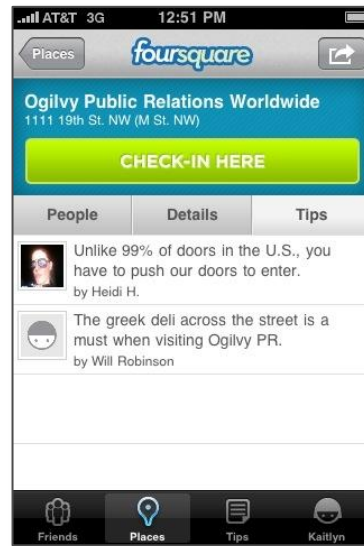 AT&T 3G 12:51 PM
Places foursquare
Ogilvy Public Relations Worldwide
1111 19th St. NW (M St. NW)
CHECK-IN HERE
People Details Tips
Unlike 99% of doors in the U.S., you
have to push our doors to enter.
by Heidi H.
The greek deli across the street is a
must when visiting Ogilvy PR.
by Will Robinson
Friends Places Tips Kaitlyn